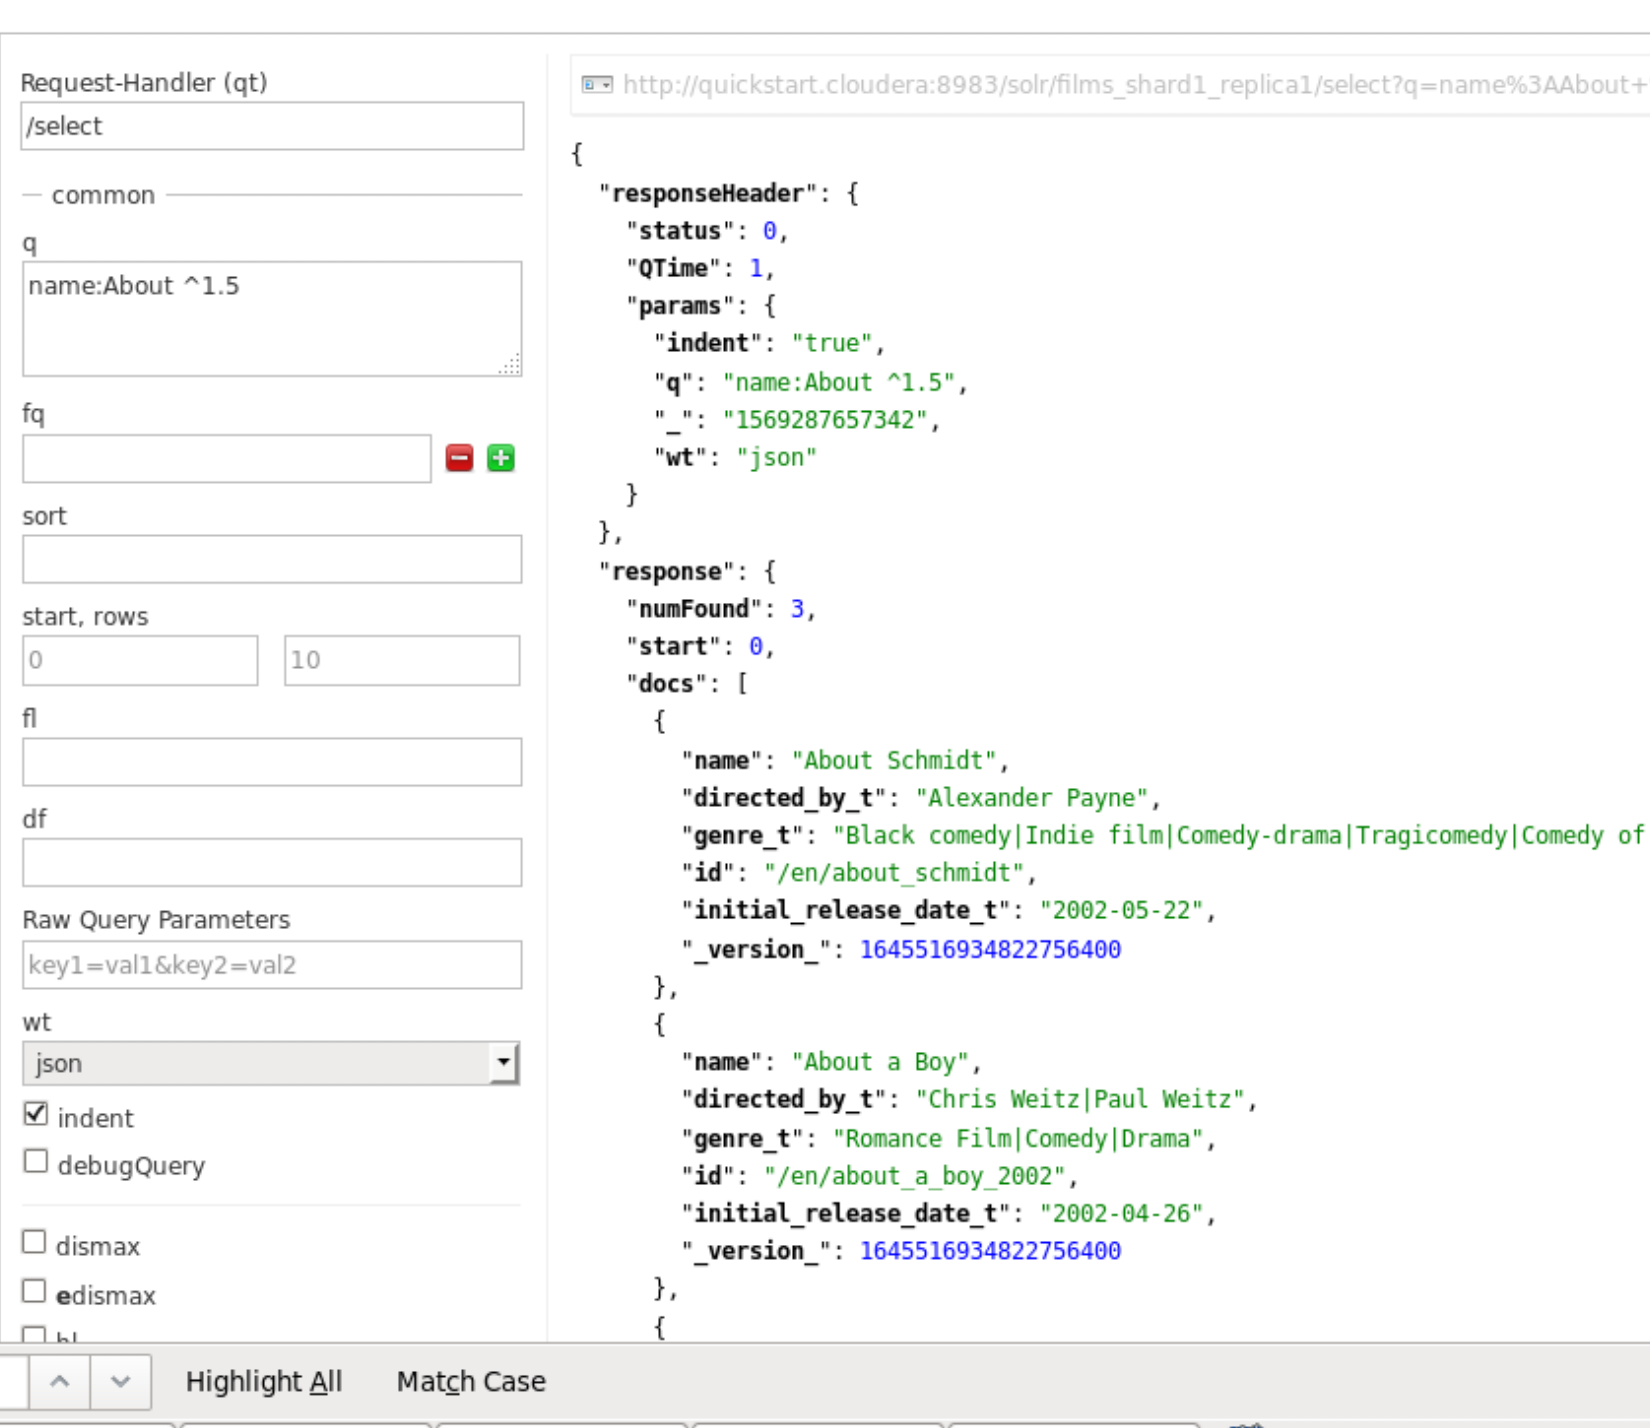 Request-Handler (qt)
/select
common
q
name:About ^1.5
fq
sort
start, rows
0 10
fl
df
Raw Query Parameters
key1=val1&key2=val2
wt
json
indent
debugQuery
dismax
edismax
hl
http://quickstart.cloudera:8983/solr/films_shard1_replica1/select?q=name%3AAbout+
{
"responseHeader": {
"status": 0,
"QTime": 1,
"params": {
"indent": "true",
"q": "name:About ^1.5",
"_": "1569287657342",
"wt": "json"
}
},
"response": {
"numFound": 3,
"start": 0,
"docs": [
{
"name": "About Schmidt",
"directed_by_t": "Alexander Payne",
"genre_t": "Black comedy|Indie film|Comedy-drama|Tragicomedy|Comedy of
"id": "/en/about_schmidt",
"initial_release_date_t": "2002-05-22",
"_version_": 1645516934822756400
},
{
"name": "About a Boy",
"directed_by_t": "Chris Weitz|Paul Weitz",
"genre_t": "Romance Film|Comedy|Drama",
"id": "/en/about_a_boy_2002",
"initial_release_date_t": "2002-04-26",
"_version_": 1645516934822756400
},
{
Highlight All Match Case